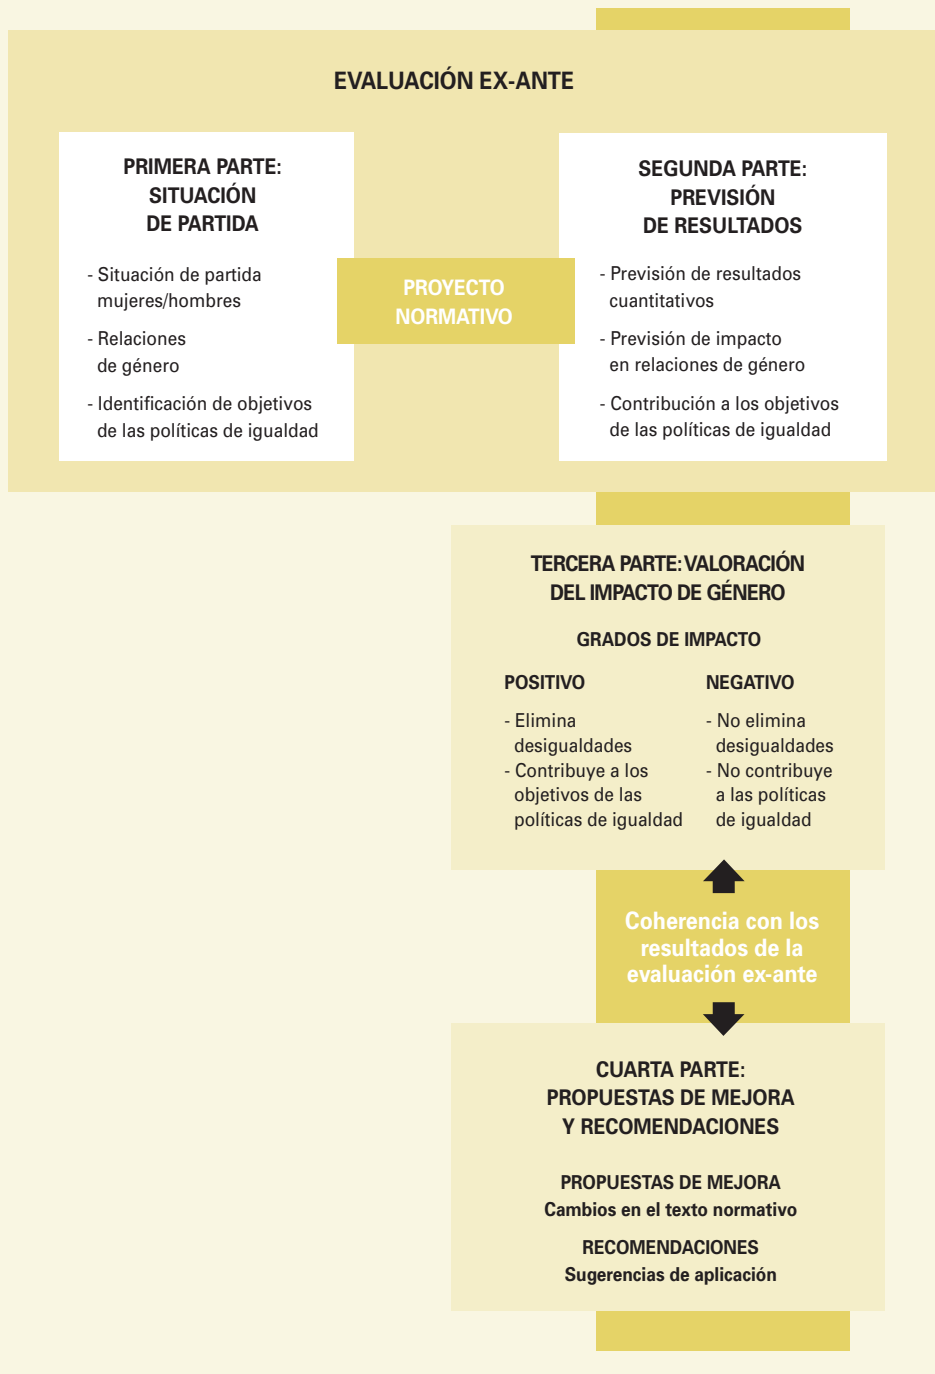 EVALUACIÓN EX-ANTE
PRIMERA PARTE:
SITUACIÓN
DE PARTIDA
- Situación de partida
mujeres/hombres
- Relaciones
de género
- Identificación de objetivos
de las políticas de igualdad
PROYECTO
NORMATIVO
SEGUNDA PARTE:
PREVISIÓN
DE RESULTADOS
- Previsión de resultados
cuantitativos
- Previsión de impacto
en relaciones de género
- Contribución a los objetivos
de las políticas de igualdad
TERCERA PARTE: VALORACIÓN
DEL IMPACTO DE GÉNERO
GRADOS DE IMPACTO
POSITIVO
- Elimina
desigualdades
- Contribuye a los
objetivos de las
políticas de igualdad
NEGATIVO
- No elimina
desigualdades
- No contribuye
a las políticas
de igualdad
Coherencia con los
resultados de la
evaluación ex-ante
CUARTA PARTE:
PROPUESTAS DE MEJORA
Y RECOMENDACIONES
PROPUESTAS DE MEJORA
Cambios en el texto normativo
RECOMENDACIONES
Sugerencias de aplicación